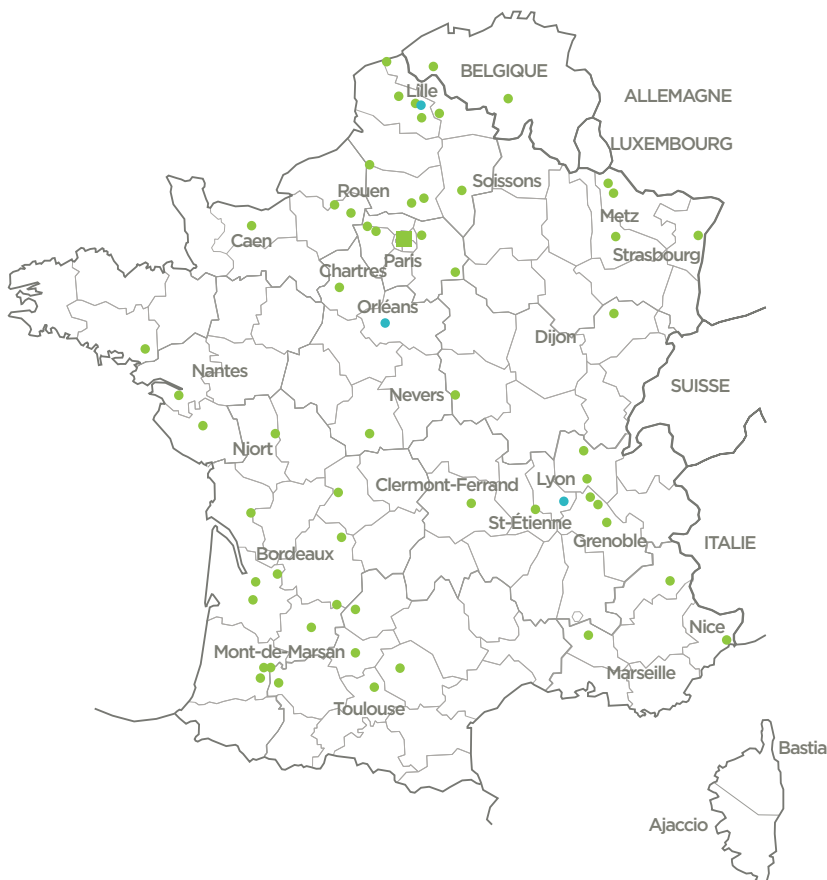 BELGIQUE
Lille
ALLEMAGNE
LUXEMBOURG
Soissons
Rouen
Metz
Caen
Strasbourg
Paris
Chartres
Orléans
Dijon
Nantes
SUISSE
Nevers
Niort
Lyon
Clermont-Ferrand
St-Étienne
Grenoble
ITALIE
Bordeaux
Nice
Mont-de-Marsan
Marseille
Toulouse
Bastia
Ajaccio